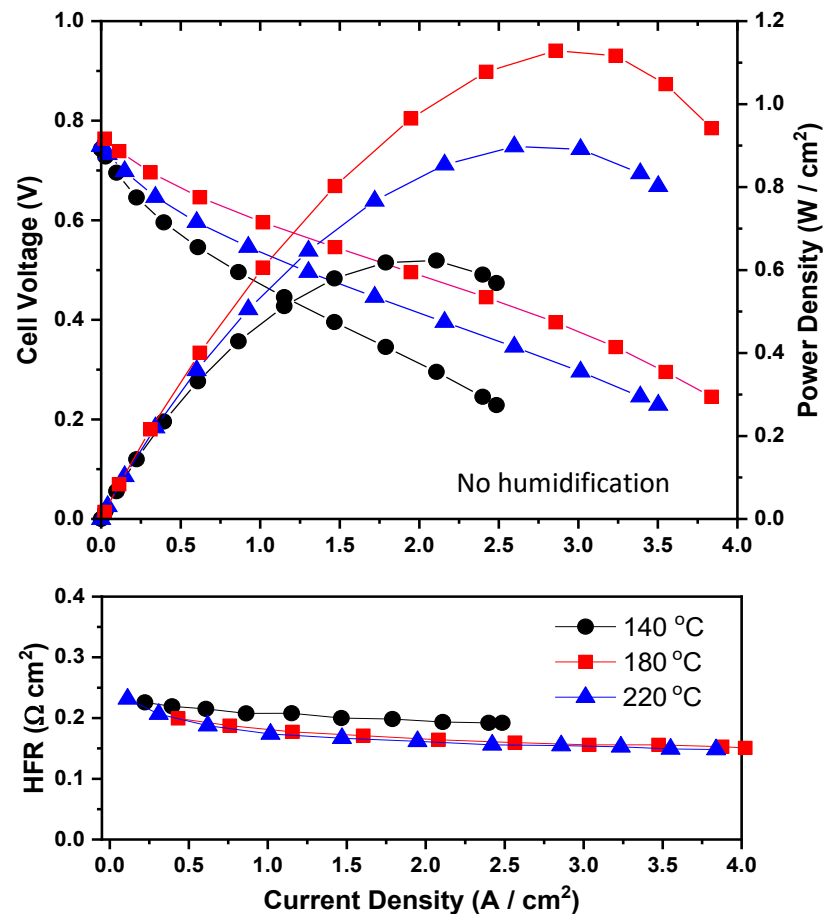 1.0
0.8
0.6
0.4
0.2
0.0
Cell Voltage (V)
1.2
1.0
0.8
0.6
0.4
0.2
0.0
Power Density (W / cm²)
No humidification
0.0 0.5 1.0 1.5 2.0 2.5 3.0 3.5 4.0
0.4
0.3
0.2
0.1
0.0
HFR (Ω cm²)
140 °C
180 °C
220 °C
0.0 0.5 1.0 1.5 2.0 2.5 3.0 3.5 4.0
Current Density (A / cm²)